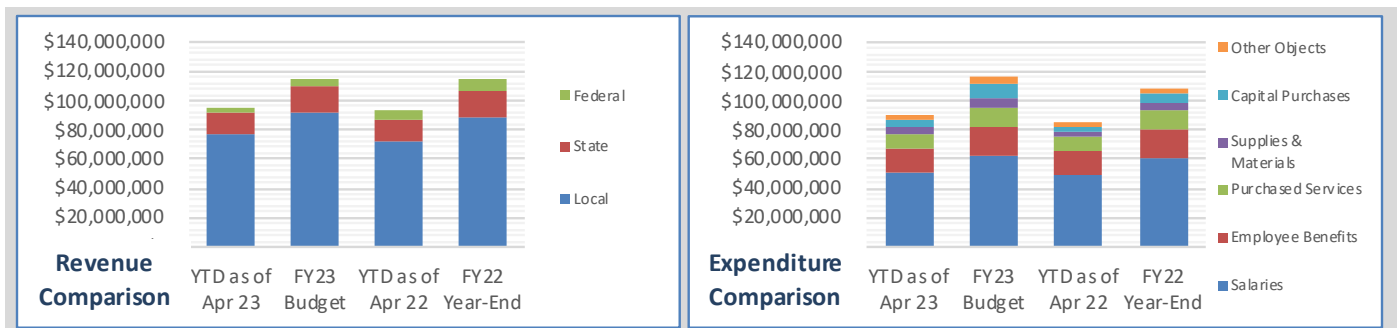 $140,000,000
$120,000,000
$100,000,000
$80,000,000
$60,000,000
$40,000,000
$20,000,000
Revenue
Comparison
YTD as of
Apr 23
FY23
Budget
YTD as of
Apr 22
FY22
Year-End
Federal
State
Local
$140,000,000
$120,000,000
$100,000,000
$80,000,000
$60,000,000
$40,000,000
$20,000,000
Expenditure
Comparison
YTD as of
Apr 23
FY23
Budget
YTD as of
Apr 22
FY22
Year-End
Other Objects
Capital Purchases
Supplies &
Materials
Purchased Services
Employee Benefits
Salaries